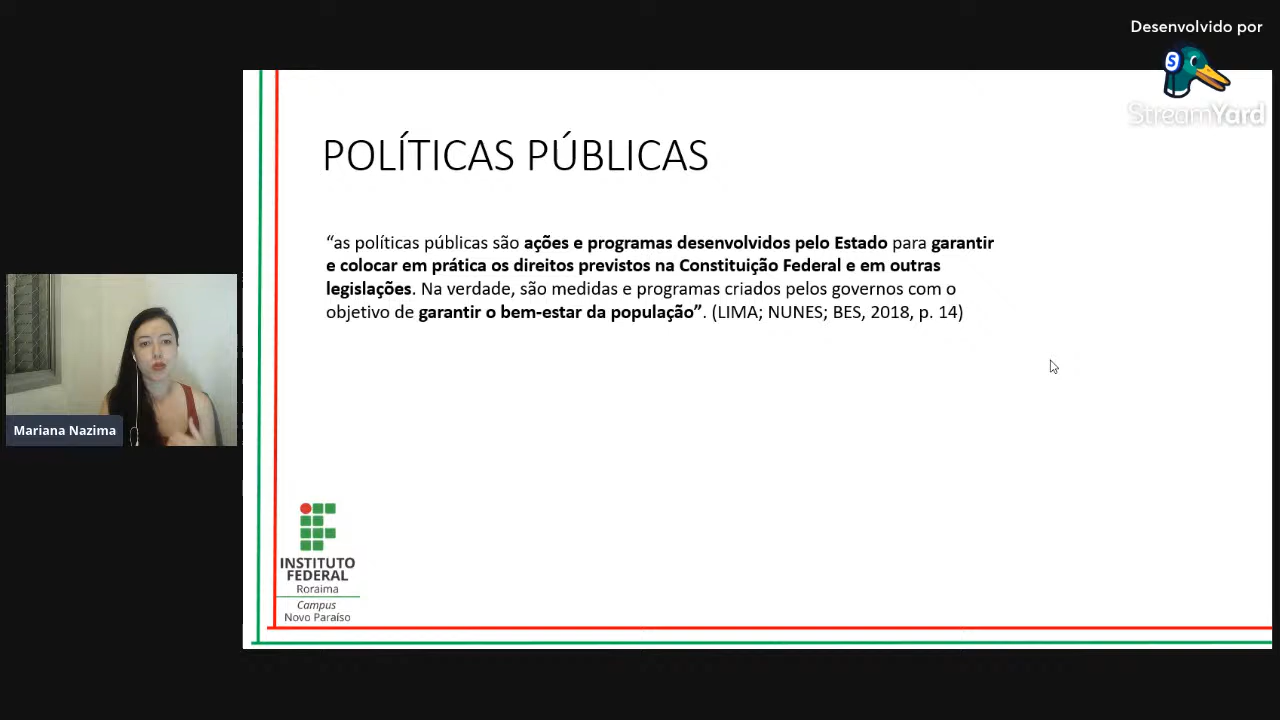 Desenvolvido por
StreamYard
POLÍTICAS PÚBLICAS
“as políticas públicas são ações e programas desenvolvidos pelo Estado para garantir
e colocar em prática os direitos previstos na Constituição Federal e em outras
legislações. Na verdade, são medidas e programas criados pelos governos com o
objetivo de garantir o bem-estar da população”. (LIMA; NUNES; BES, 2018, p. 14)
Mariana Nazima
INSTITUTO
FEDERAL
Roraima
Campus
Novo Paraíso